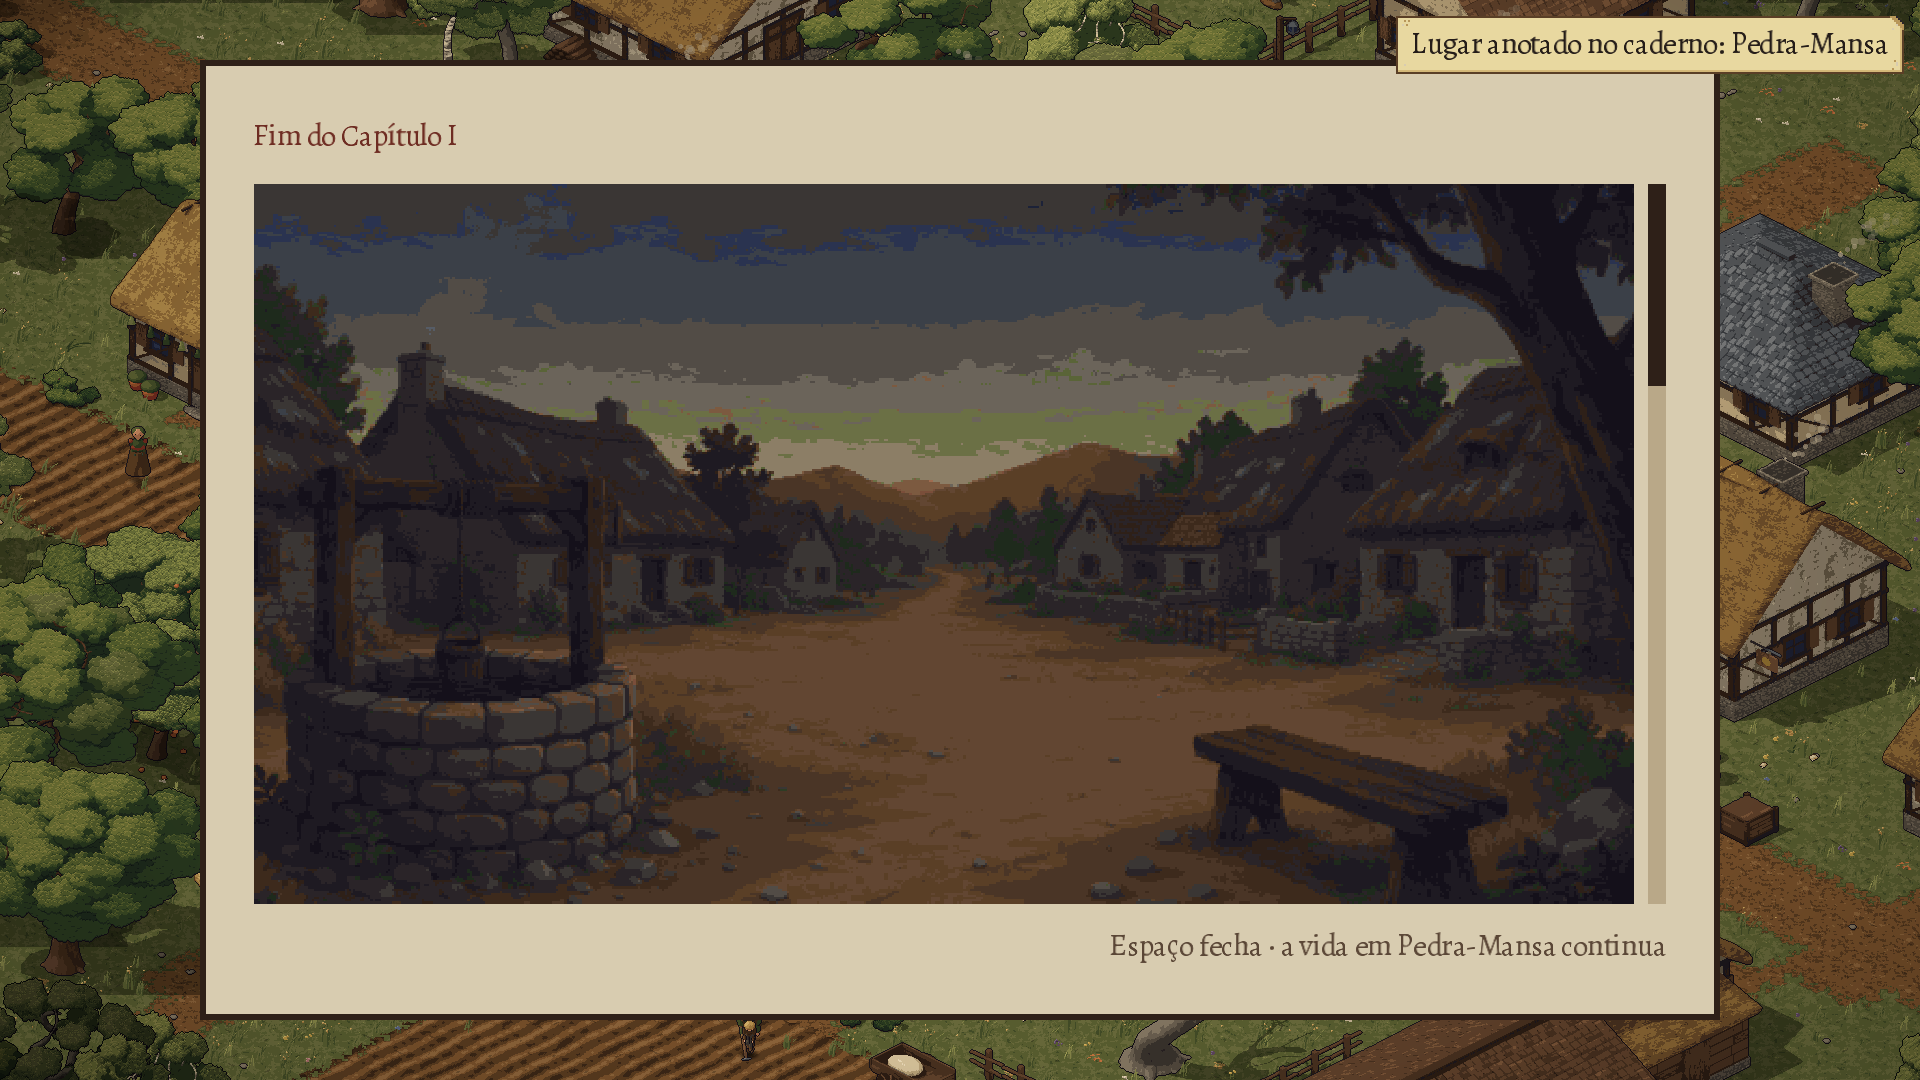 Lugar anotado no caderno: Pedra-Mansa
Fim do Capítulo I
Espaço fecha · a vida em Pedra-Mansa continua